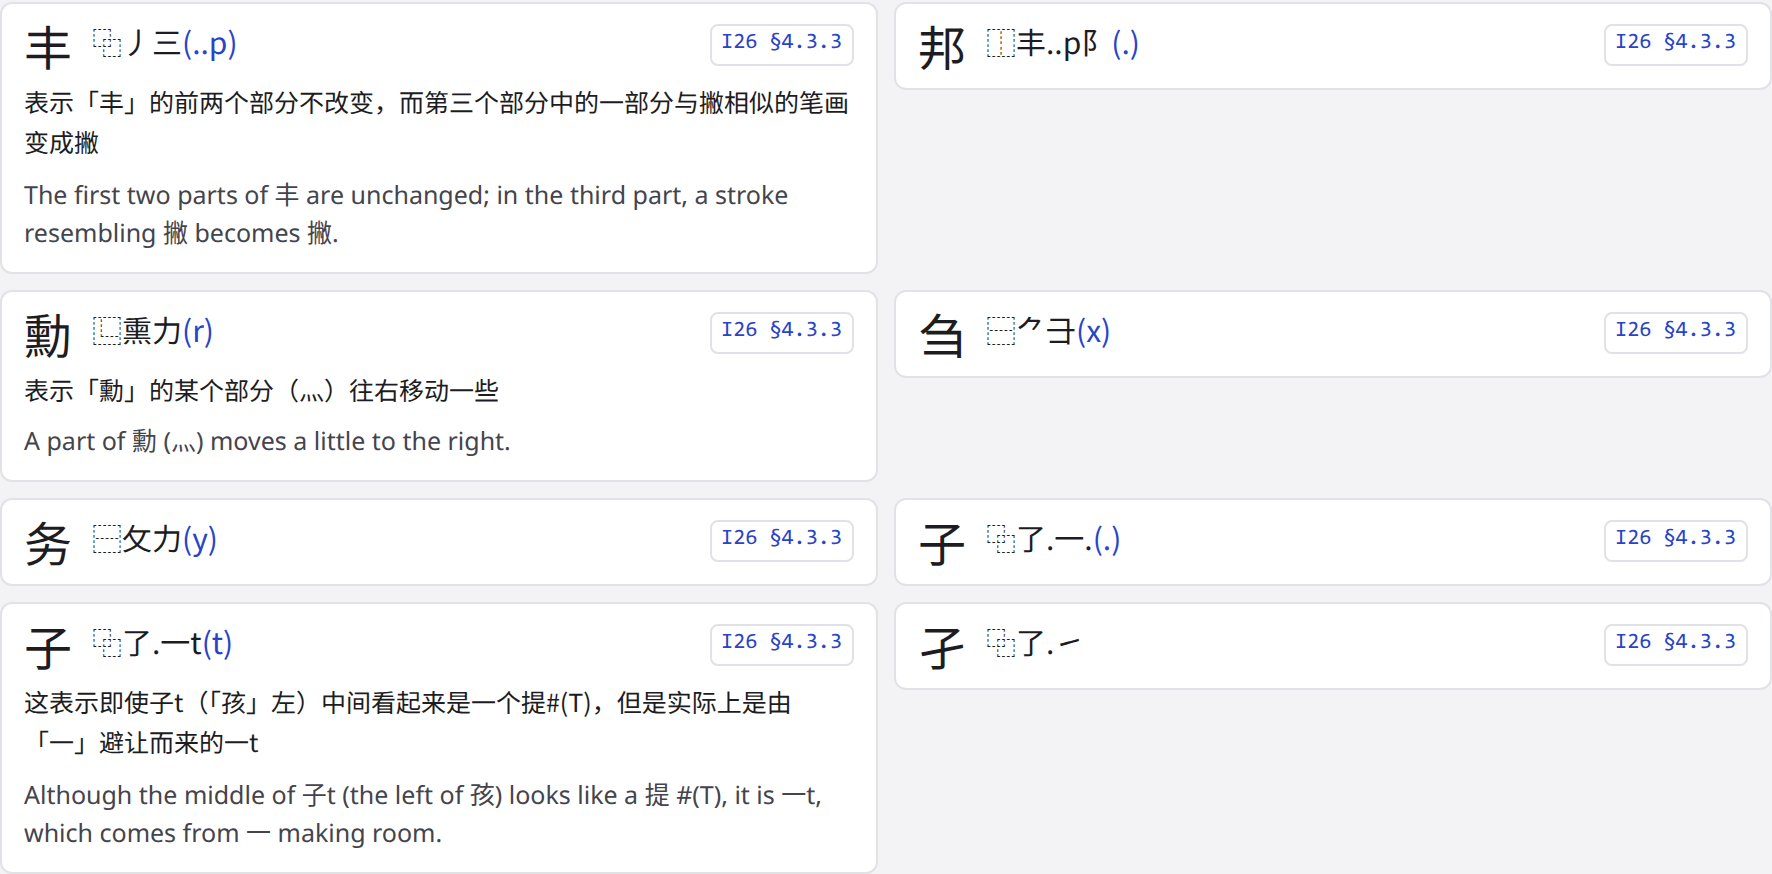 丰 ⿻丿三(..p) I26 §4.3.3
表示「丰」的前两个部分不改变，而第三个部分中的一部分与撇相似的笔画
变成撇
The first two parts of 丰 are unchanged; in the third part, a stroke
resembling 撇 becomes 撇.
邦 ⿰丰..p阝(.) I26 §4.3.3
勳 ⿺熏力(r) I26 §4.3.3
表示「勳」的某个部分（灬）往右移动一些
A part of 勳 (灬) moves a little to the right.
刍 ⿱⺈彐(x) I26 §4.3.3
务 ⿱夂力(y) I26 §4.3.3
子 ⿻了.一.(.) I26 §4.3.3
子 ⿻了.一t(t) I26 §4.3.3
这表示即使子t（「孩」左）中间看起来是一个提#(T)，但是实际上是由
「一」避让而来的一t
Although the middle of 子t (the left of 孩) looks like a 提 #(T), it is 一t,
which comes from 一 making room.
孑 ⿻了.㇀ I26 §4.3.3